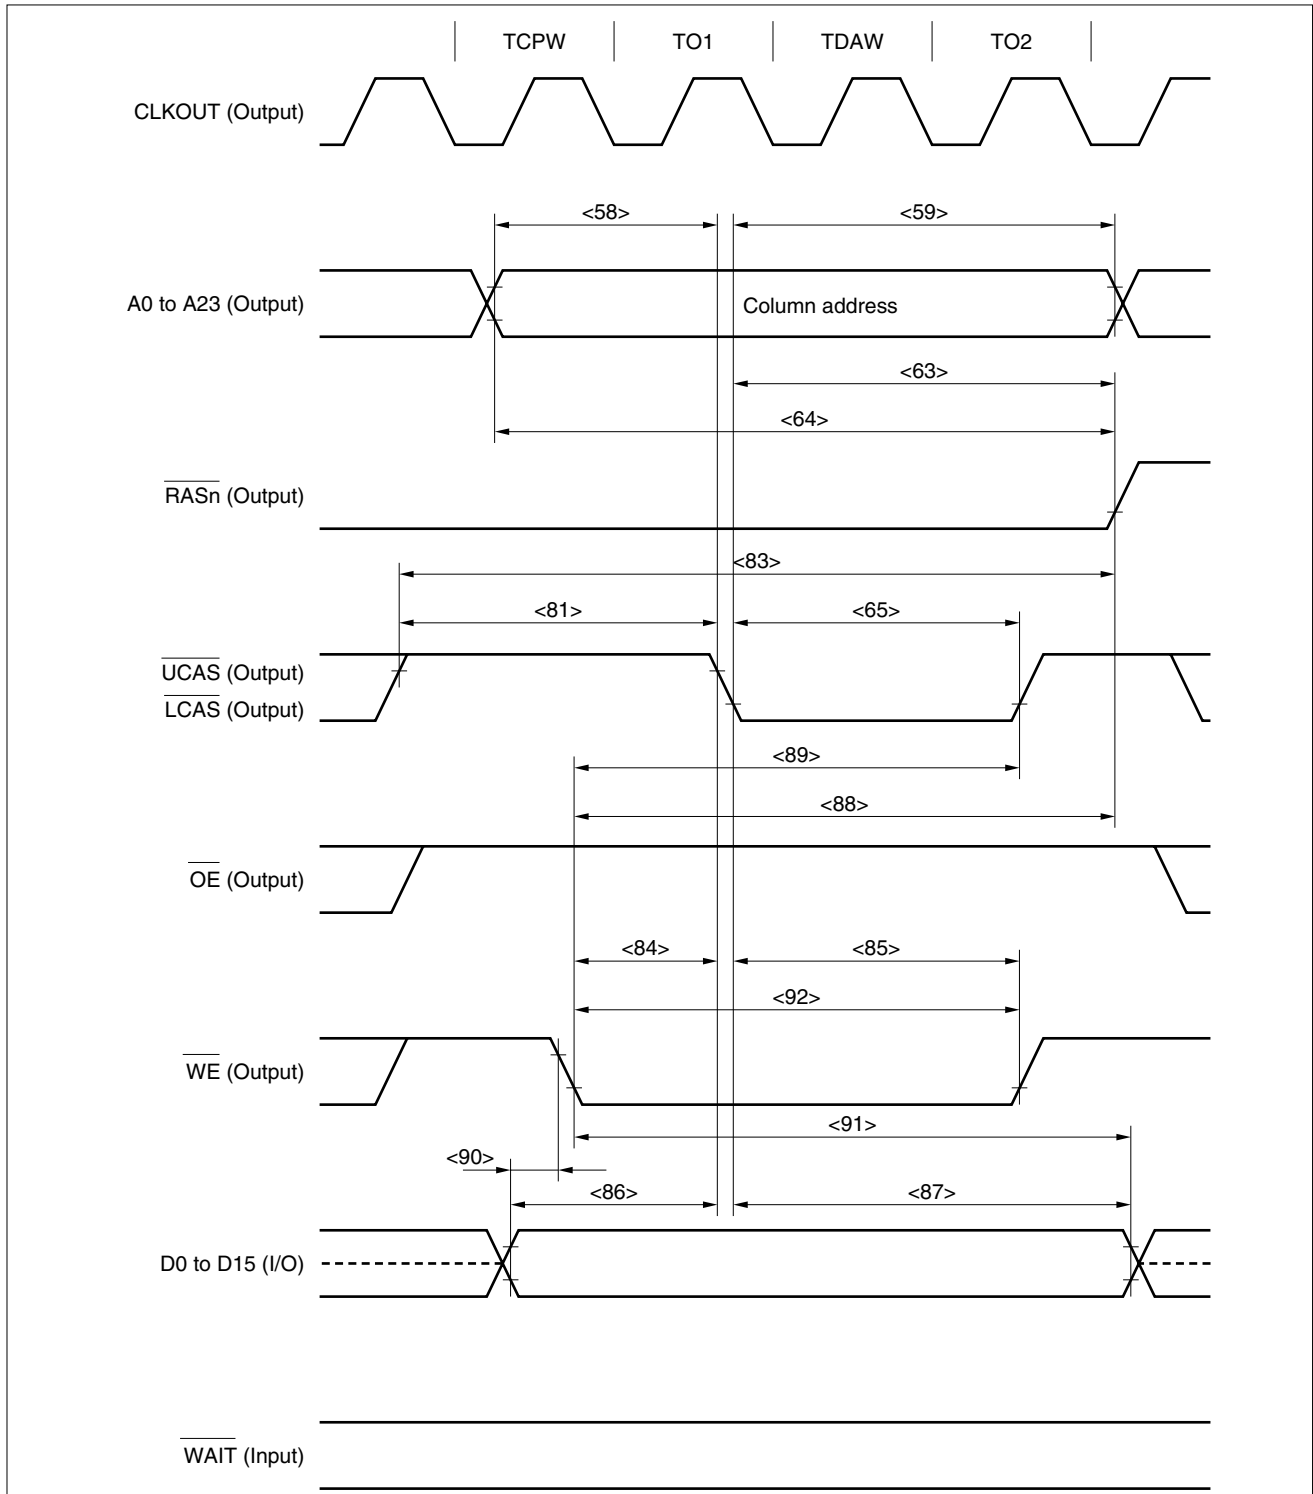 TCPW TO1 TDAW TO2
CLKOUT (Output)
<58> <59>
A0 to A23 (Output) Column address
<63>
<64>
RASn (Output)
<83>
<81> <65>
UCAS (Output)
LCAS (Output)
<89>
<88>
OE (Output)
<84> <85>
<92>
WE (Output)
<91>
<90>
<86> <87>
D0 to D15 (I/O)
WAIT (Input)